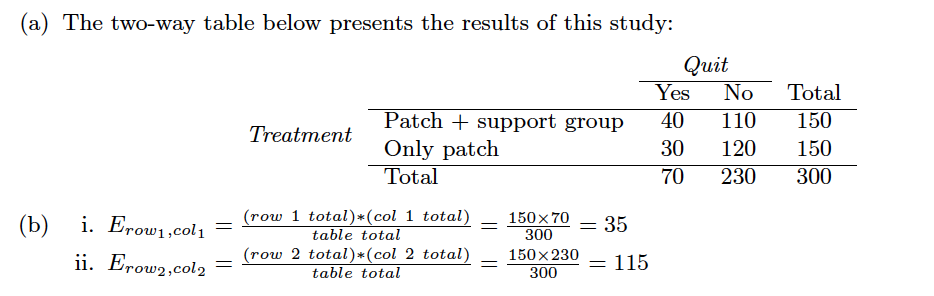 (a) The two-way table below presents the results of this study:
Quit
Yes No Total
Treatment Patch + support group 40 110 150
Only patch 30 120 150
Total 70 230 300
(b) i. E_{row_1,col_1} = \frac{(row 1 total)*(col 1 total)}{table total} = \frac{150×70}{300} = 35
ii. E_{row_2,col_2} = \frac{(row 2 total)*(col 2 total)}{table total} = \frac{150×230}{300} = 115